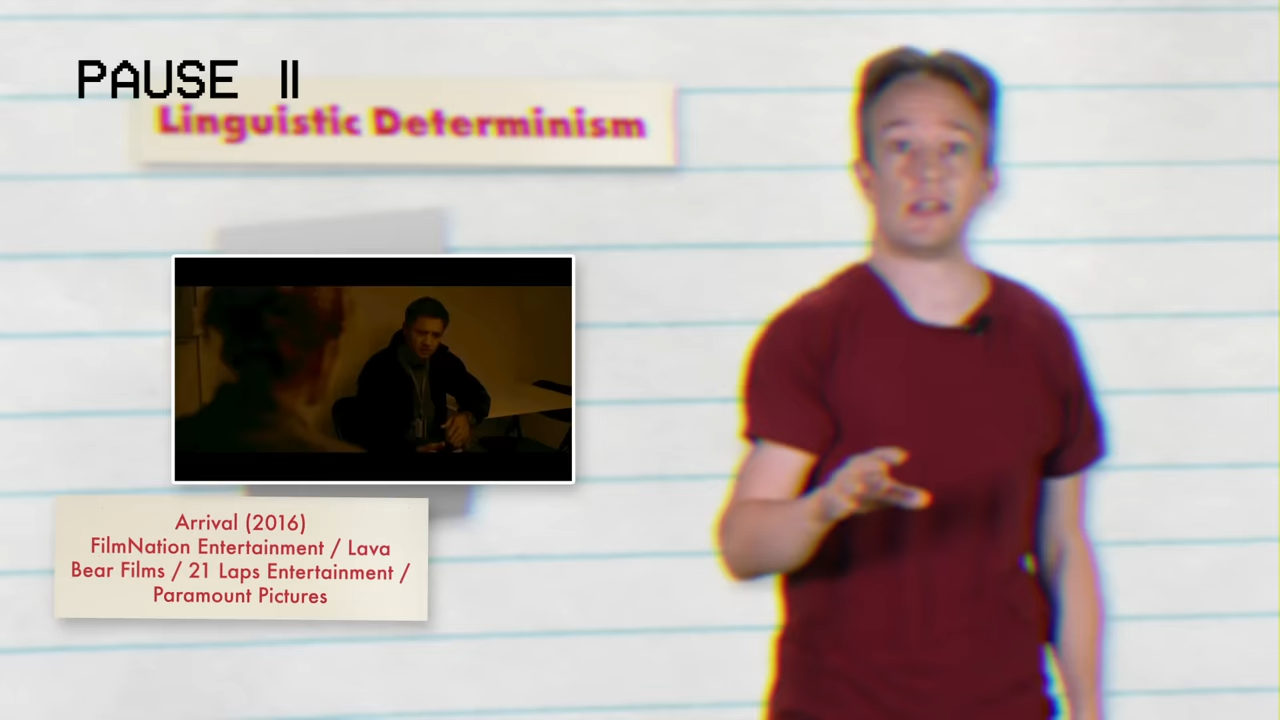 PAUSE II
Linguistic Determinism
Arrival (2016)
FilmNation Entertainment / Lava
Bear Films / 21 Laps Entertainment /
Paramount Pictures